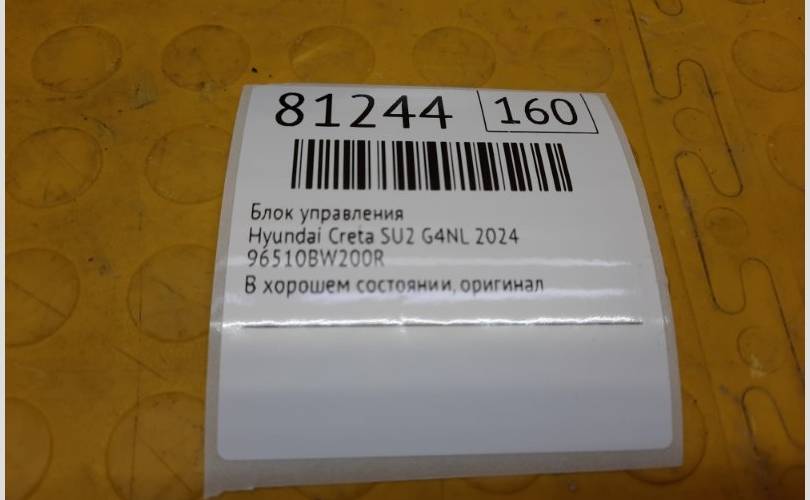 81244 160
Блок управления
Hyundai Creta SU2 G4NL 2024
96510BW200R
В хорошем состоянии, оригинал